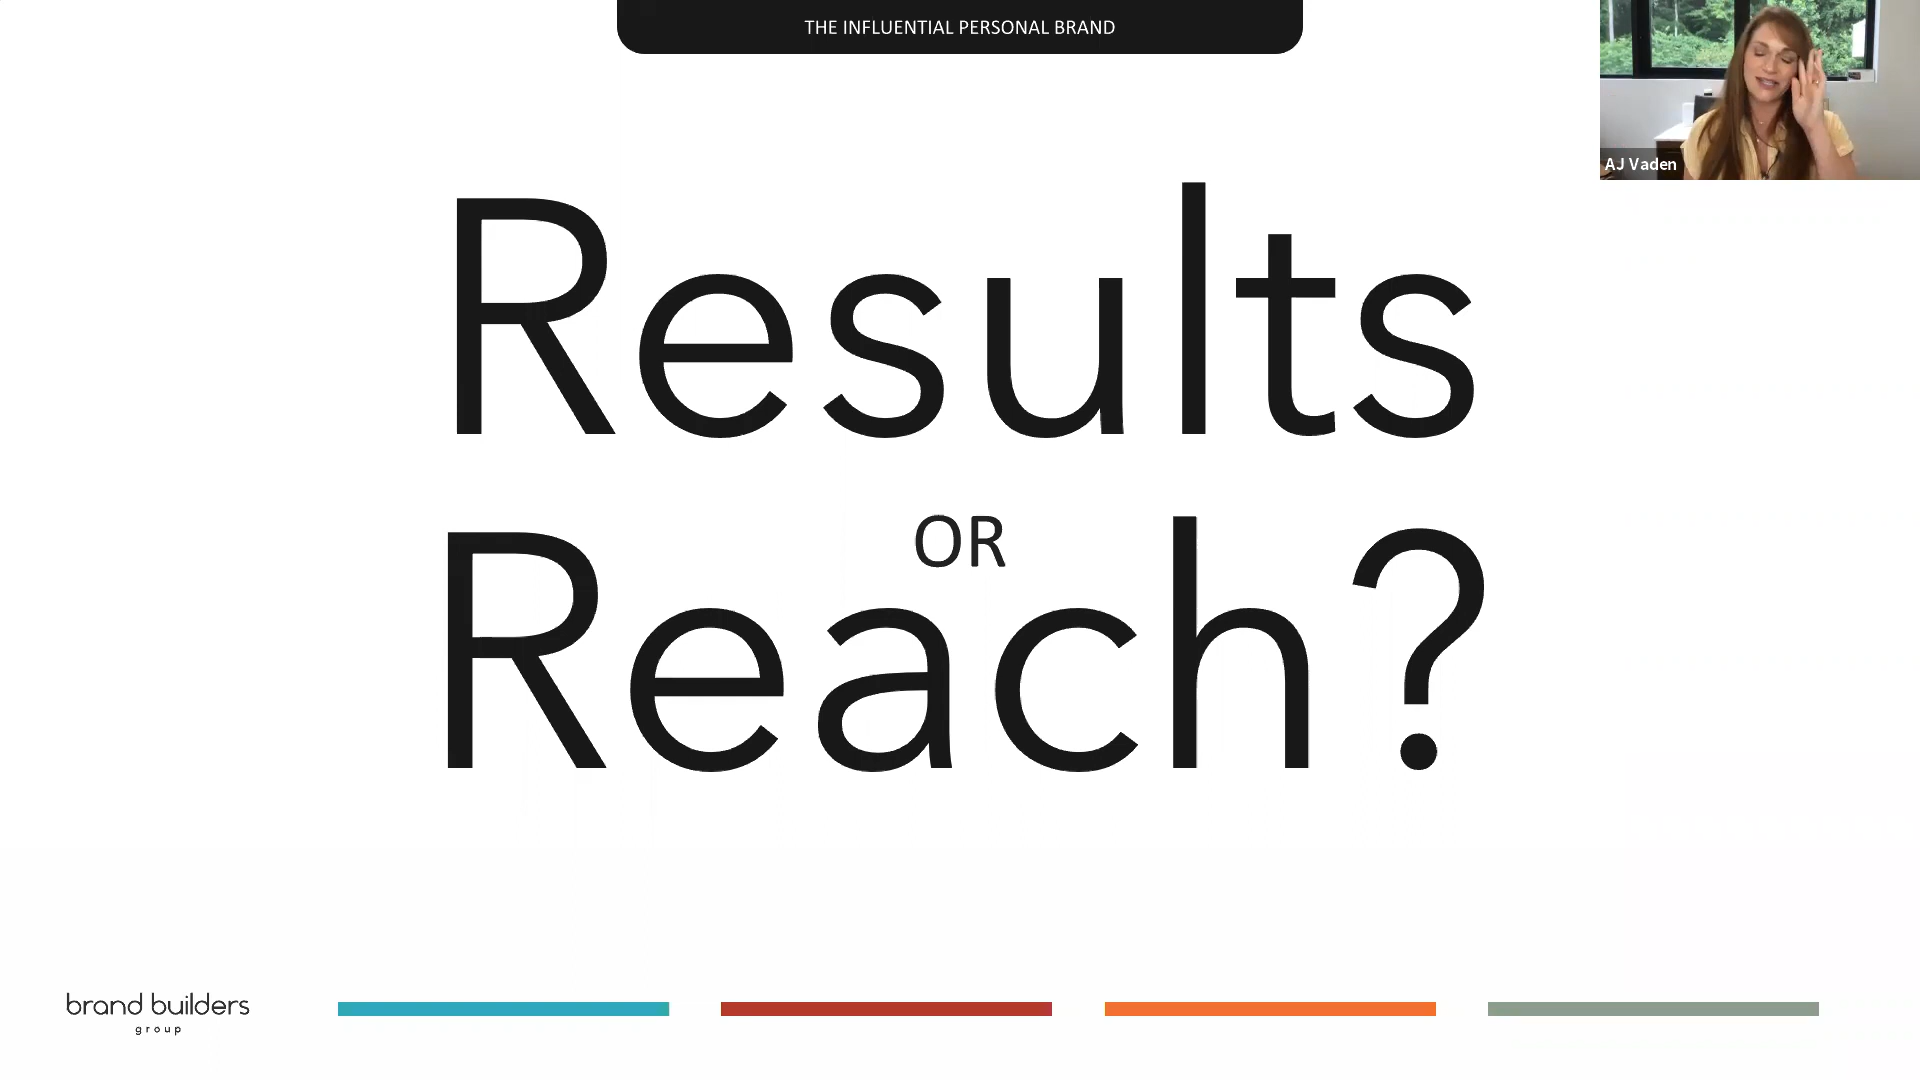 THE INFLUENTIAL PERSONAL BRAND
AJ Vaden
Results
OR
Reach?
brand builders
group